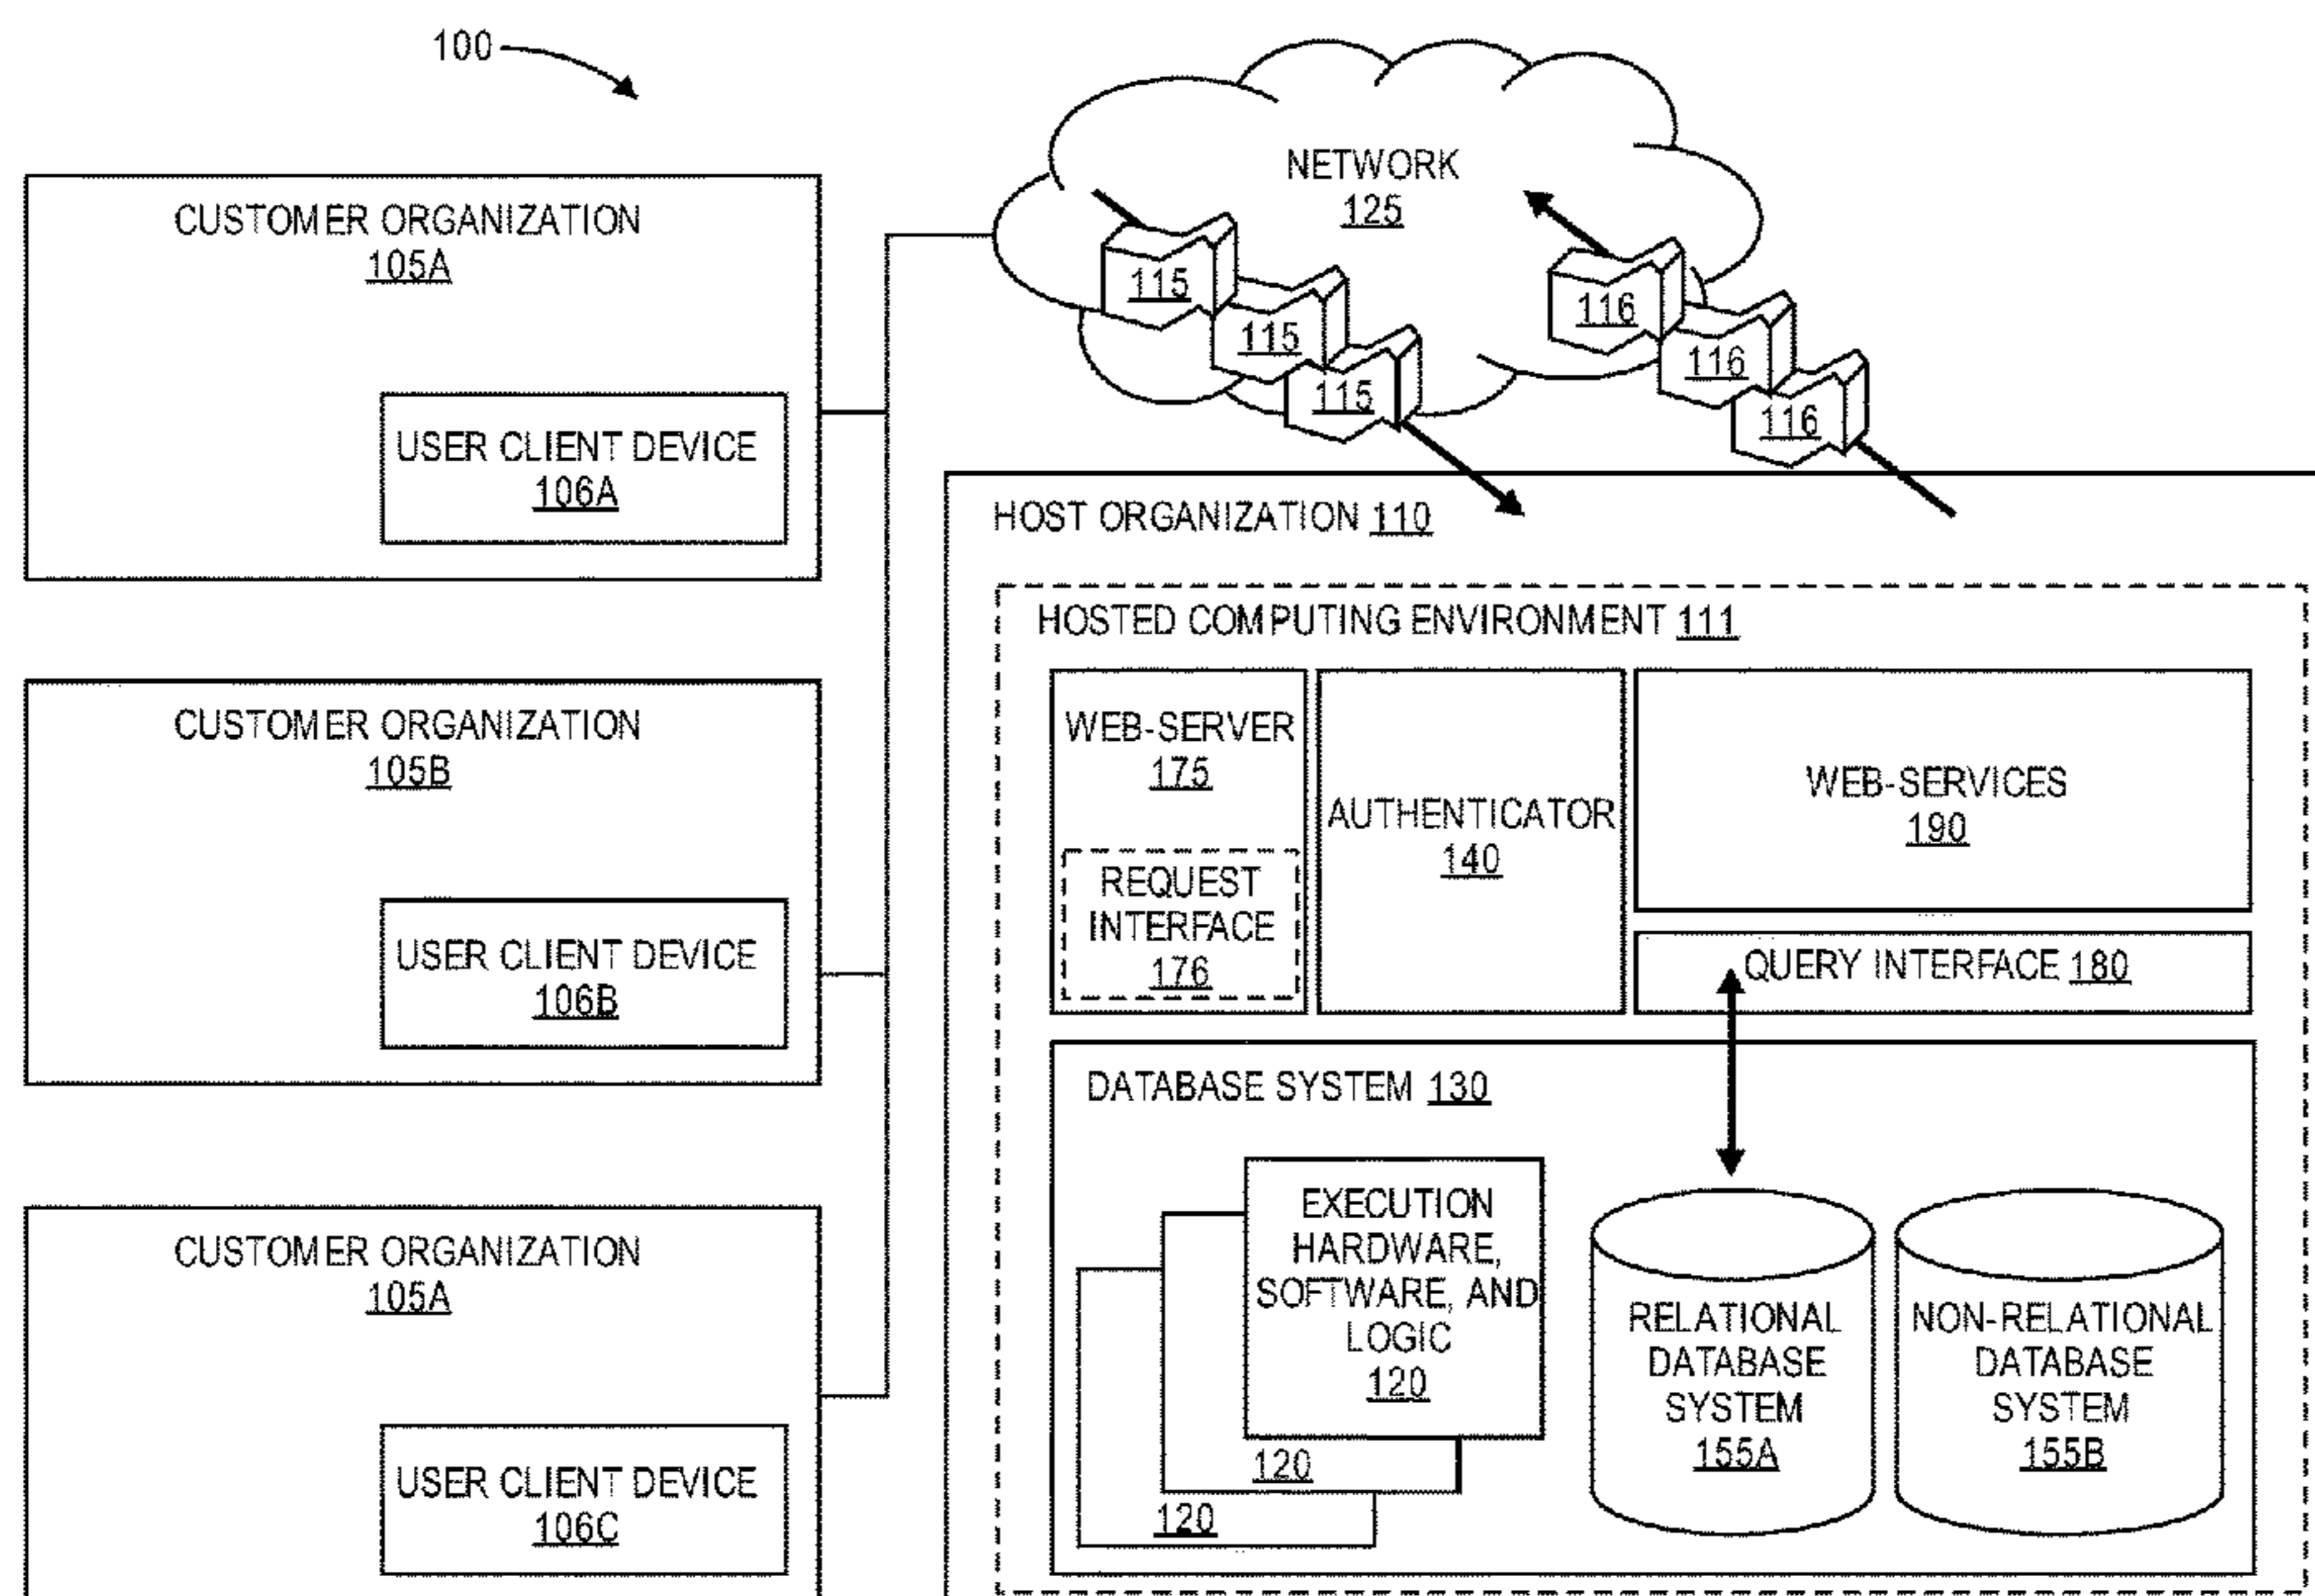 100
NETWORK
125
115
115
115
116
116
116
CUSTOMER ORGANIZATION
105A
USER CLIENT DEVICE
106A
CUSTOMER ORGANIZATION
105B
USER CLIENT DEVICE
106B
CUSTOMER ORGANIZATION
105A
USER CLIENT DEVICE
106C
HOST ORGANIZATION 110
HOSTED COMPUTING ENVIRONMENT 111
WEB-SERVER
175
REQUEST
INTERFACE
176
AUTHENTICATOR
140
WEB-SERVICES
190
QUERY INTERFACE 180
DATABASE SYSTEM 130
EXECUTION
HARDWARE,
SOFTWARE, AND
LOGIC
120
120
120
RELATIONAL
DATABASE
SYSTEM
155A
NON-RELATIONAL
DATABASE
SYSTEM
155B